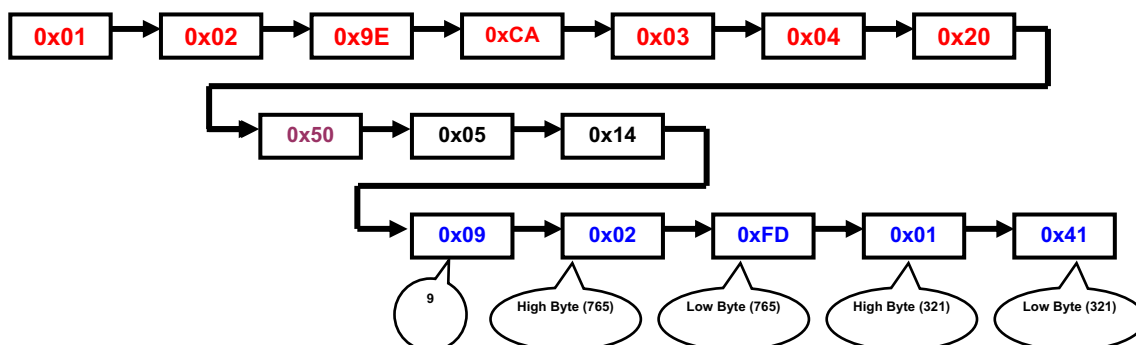 0x01 0x02 0x9E 0xCA 0x03 0x04 0x20
0x50 0x05 0x14
0x09 0x02 0xFD 0x01 0x41
9 High Byte (765) Low Byte (765) High Byte (321) Low Byte (321)